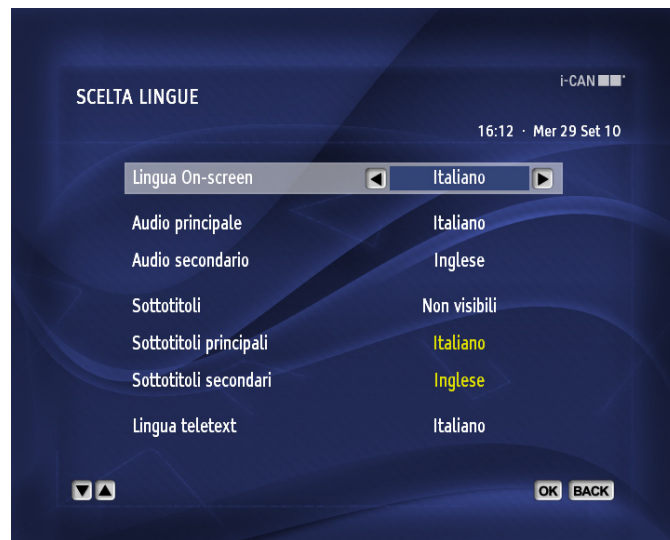 i-CAN
SCELTA LINGUE
16:12 · Mer 29 Set 10
Lingua On-screen Italiano
Audio principale Italiano
Audio secondario Inglese
Sottotitoli Non visibili
Sottotitoli principali Italiano
Sottotitoli secondari Inglese
Lingua teletext Italiano
OK BACK